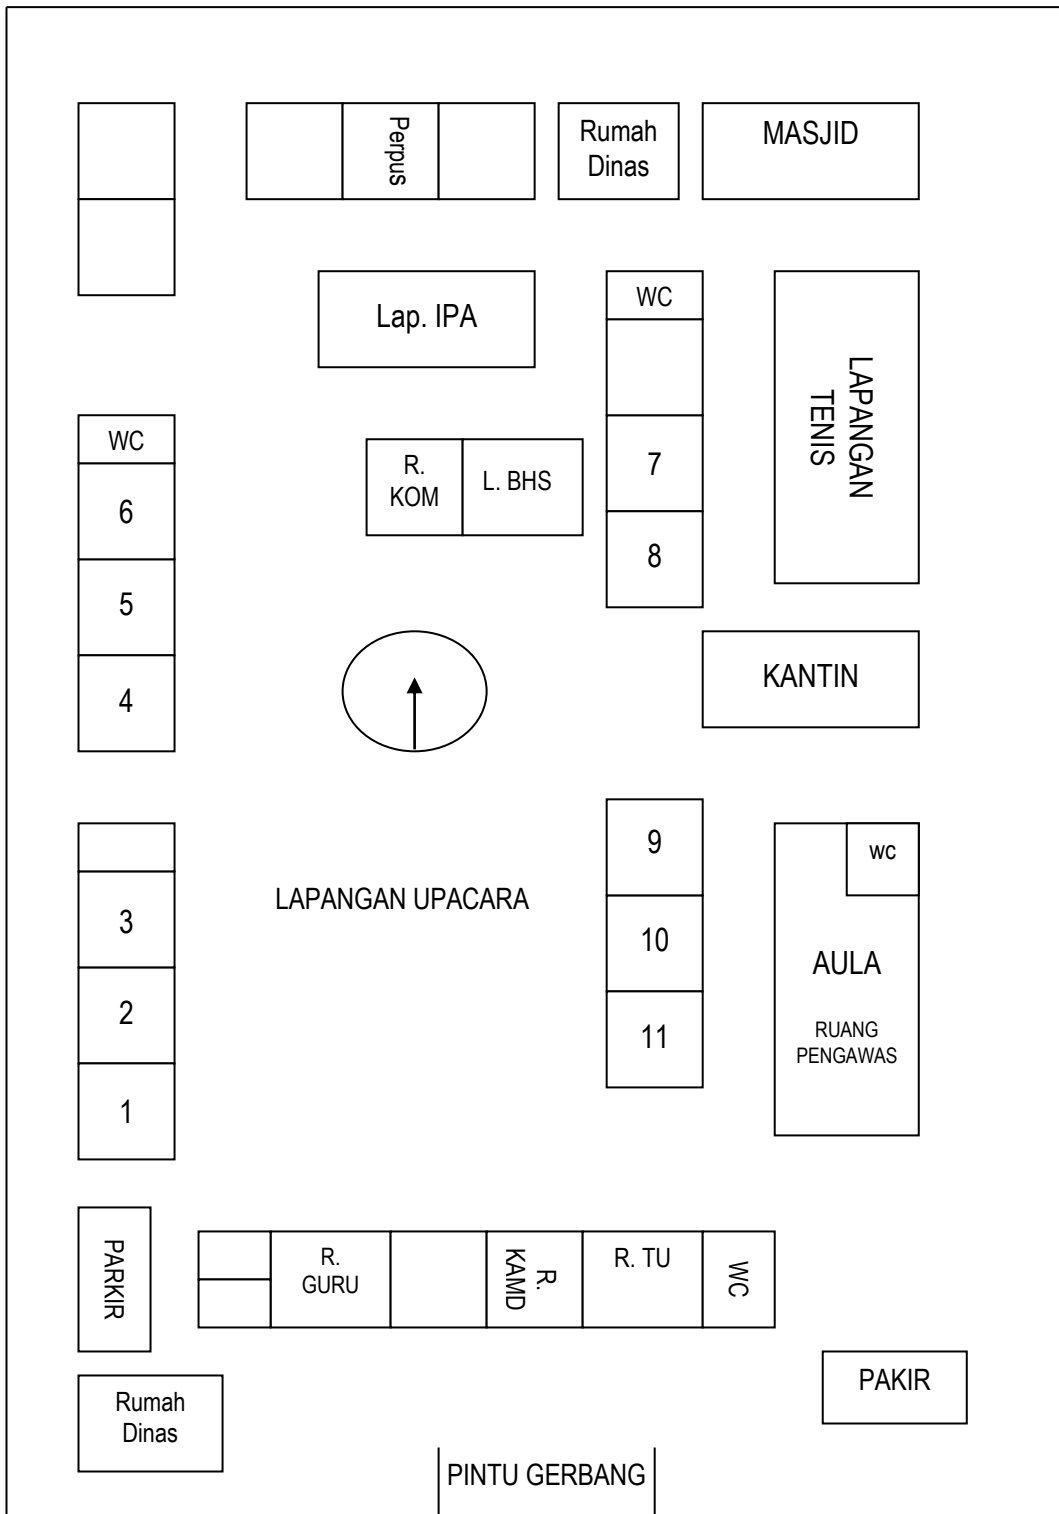 Perpus
Rumah
Dinas
MASJID
Lap. IPA
WC
LAPANGAN
TENIS
WC
R.
KOM
L. BHS
7
6
8
5
KANTIN
4
9
wc
LAPANGAN UPACARA
3
10
AULA
2
11
RUANG
PENGAWAS
1
PARKIR
R.
GURU
R.
KAMD
R. TU
WC
PAKIR
Rumah
Dinas
PINTU GERBANG